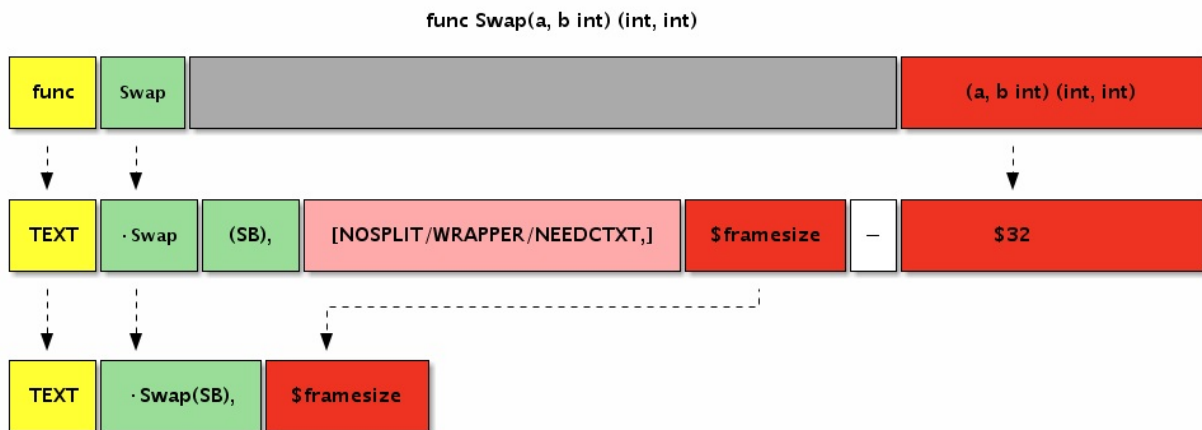 func Swap(a, b int) (int, int)
func Swap (a, b int) (int, int)
TEXT ·Swap (SB), [NOSPLIT/WRAPPER/NEEDCTXT,] $framesize – $32
TEXT ·Swap(SB), $framesize